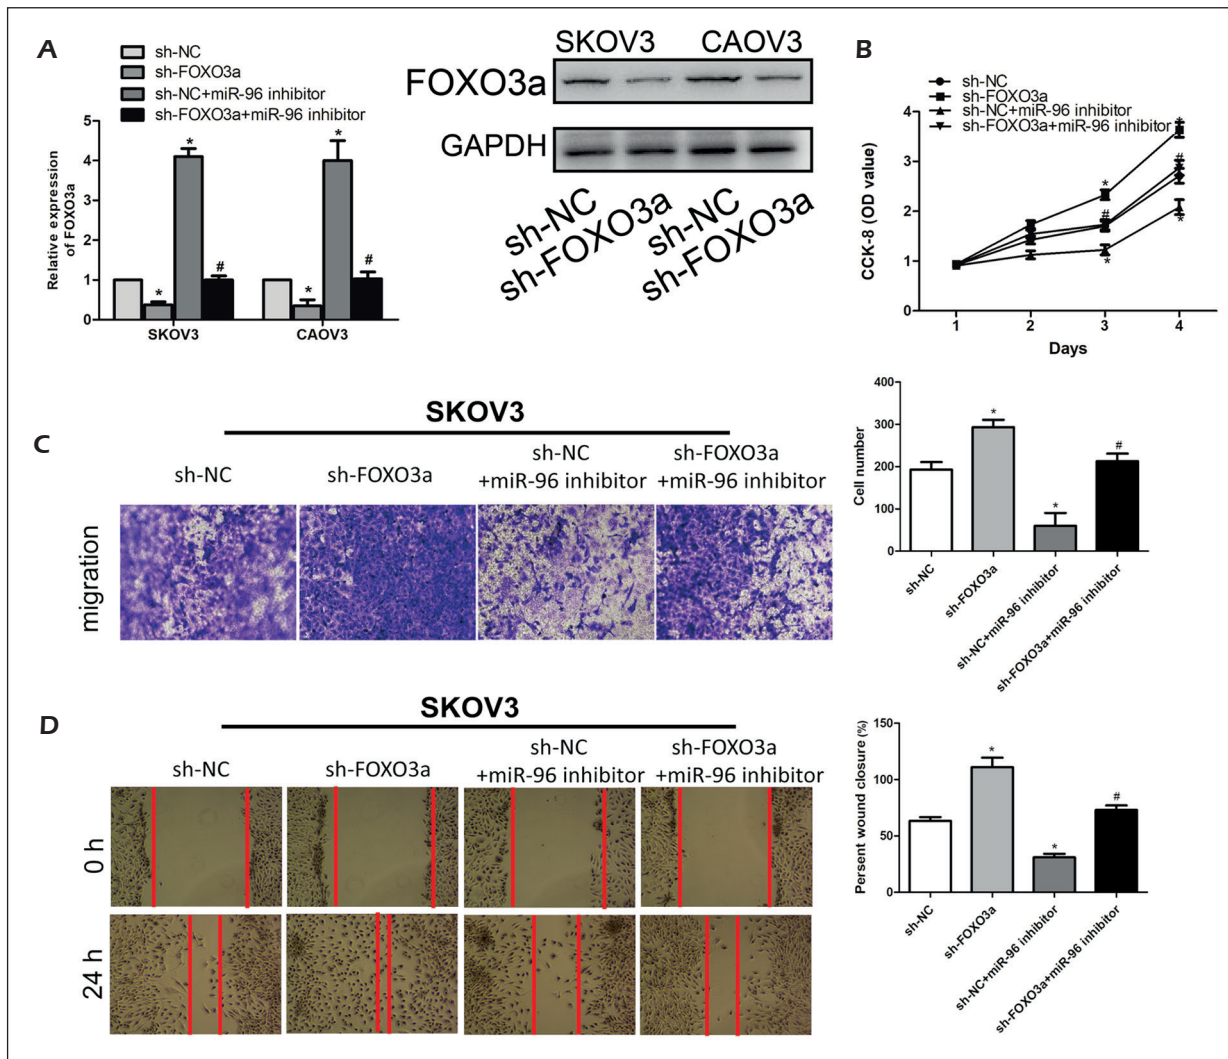 A
sh-NC
sh-FOXO3a
sh-NC+miR-96 inhibitor
sh-FOXO3a+miR-96 inhibitor
Relative expression
of FOXO3a
5
4
3
2
1
0
*
*
#
*
*
#
SKOV3
CAOV3
SKOV3 CAOV3
FOXO3a
GAPDH
sh-NC
sh-FOXO3a
sh-NC
sh-FOXO3a
B
sh-NC
sh-FOXO3a
sh-NC+miR-96 inhibitor
sh-FOXO3a+miR-96 inhibitor
CCK-8 (OD value)
4
3
2
1
0
*
#
*
*
#
*
1 2 3 4
Days
C
SKOV3
sh-NC
sh-FOXO3a
sh-NC
+miR-96 inhibitor
sh-FOXO3a
+miR-96 inhibitor
migration
Cell number
400
300
200
100
0
*
*
#
sh-NC
sh-FOXO3a
sh-NC+miR-96 inhibitor
sh-FOXO3a+miR-96 inhibitor
D
SKOV3
sh-NC
sh-FOXO3a
sh-NC
+miR-96 inhibitor
sh-FOXO3a
+miR-96 inhibitor
0 h
24 h
Persent wound closure (%)
150
100
50
0
*
*
#
sh-NC
sh-FOXO3a
sh-NC+miR-96 inhibitor
sh-FOXO3a+miR-96 inhibitor